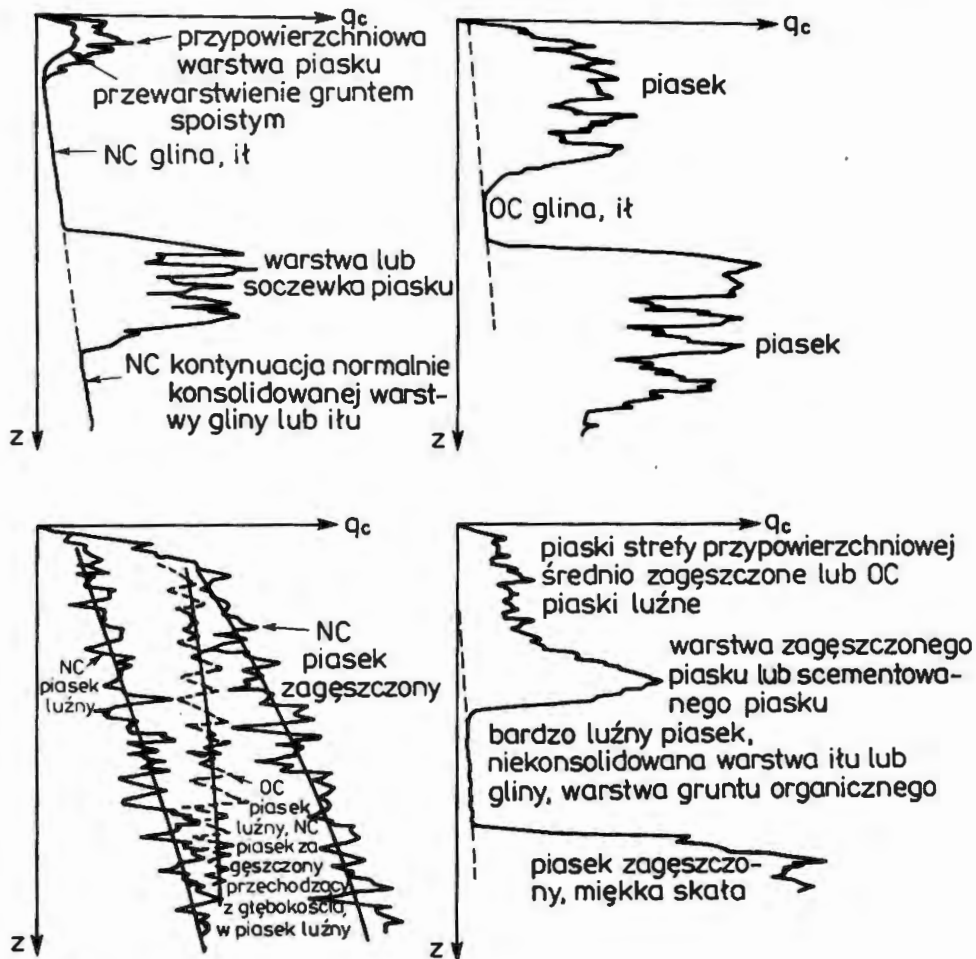 qc
przypowierzchniowa
warstwa piasku
przewarstwienie gruntem
spoistym
NC glina, ił
warstwa lub
soczewka piasku
NC kontynuacja normalnie
konsolidowanej warst-
wy gliny lub iłu
z
qc
piasek
OC glina, ił
piasek
z
qc
NC
piasek
zagęszczony
NC
piasek
luźny
OC
piasek
luźny, NC
piasek za
gęszczony
przechodzący
z głębokością,
w piasek luźny
z
qc
piaski strefy przypowierzchniowej
średnio zagęszczone lub OC
piaski luźne
warstwa zagęszczonego
piasku lub scementowa-
nego piasku
bardzo luźny piasek,
niekonsolidowana warstwa iłu lub
gliny, warstwa gruntu organicznego
piasek zagęszczo-
ny, miękka skała
z